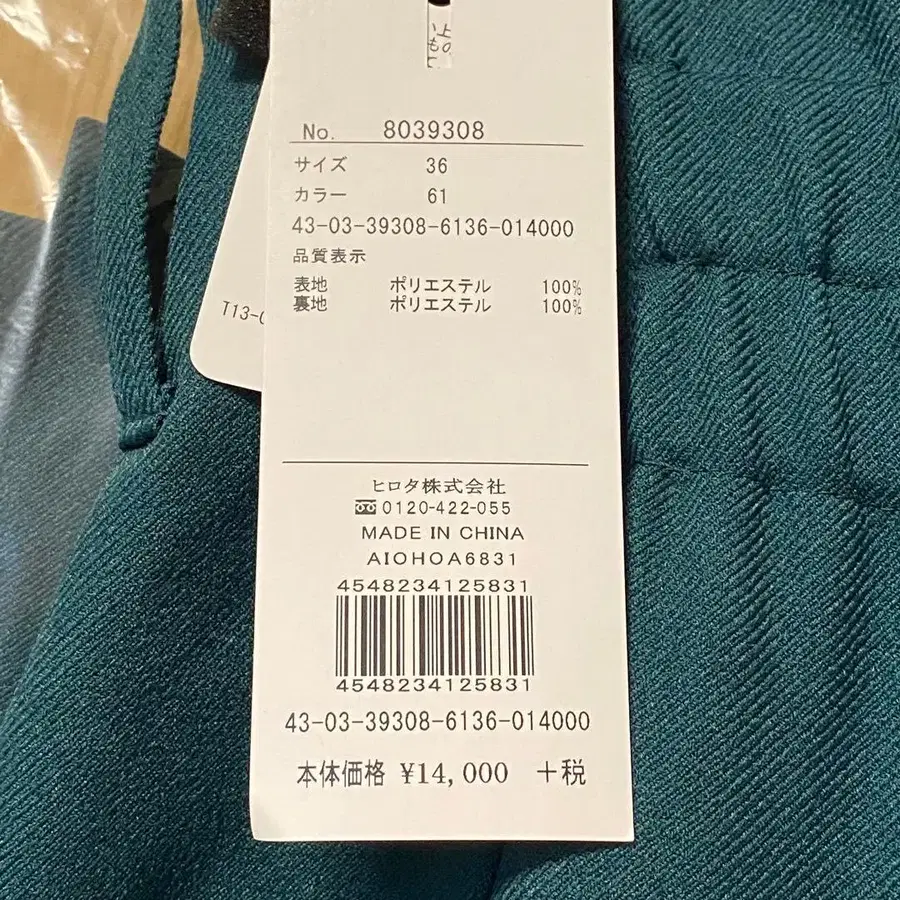 No. 8039308
サイズ 36
カラー 61
43-03-39308-6136-014000
品質表示
表地 ポリエステル 100%
裏地 ポリエステル 100%
T13-
ヒロタ株式会社
0120-422-055
MADE IN CHINA
AIOHOA6831
4548234125831
4548234125831
43-03-39308-6136-014000
本体価格 ¥14,000 +税